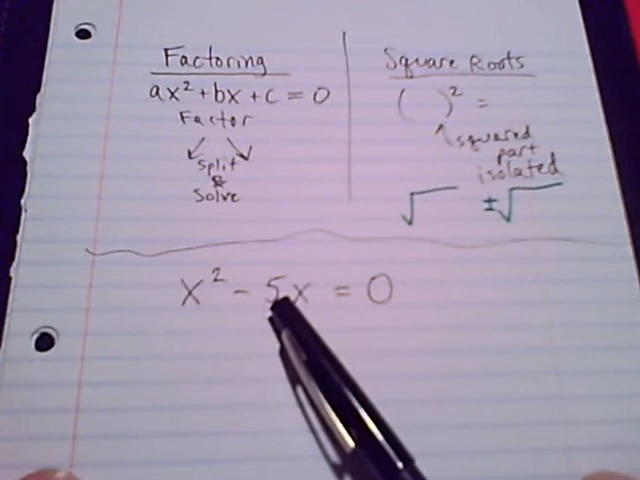 Factoring
ax² + bx + c = 0
Factor
split
&
Solve
Square Roots
( )² =
squared
part
isolated
√ ±√
x² - 5x = 0